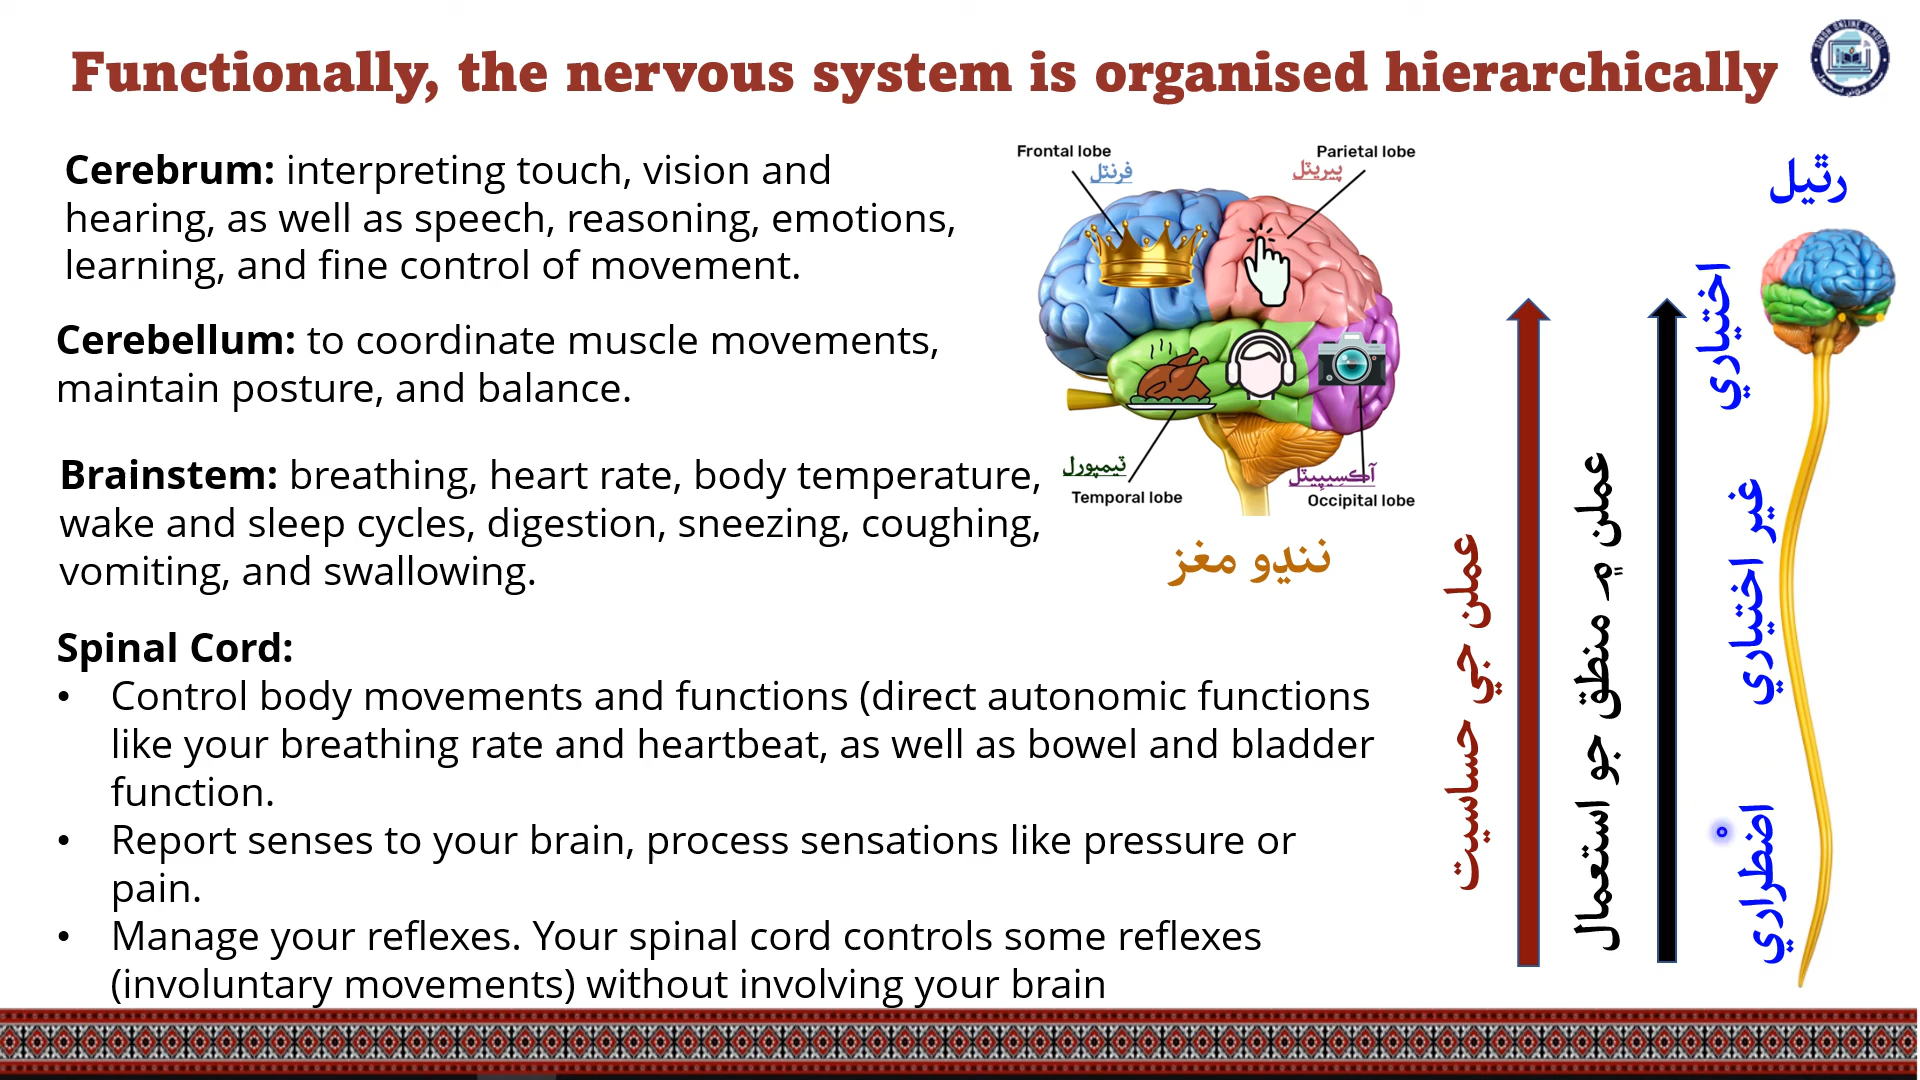 Functionally, the nervous system is organised hierarchically
Cerebrum: interpreting touch, vision and
hearing, as well as speech, reasoning, emotions,
learning, and fine control of movement.
Cerebellum: to coordinate muscle movements,
maintain posture, and balance.
Brainstem: breathing, heart rate, body temperature,
wake and sleep cycles, digestion, sneezing, coughing,
vomiting, and swallowing.
Spinal Cord:
• Control body movements and functions (direct autonomic functions
like your breathing rate and heartbeat, as well as bowel and bladder
function.
• Report senses to your brain, process sensations like pressure or
pain.
• Manage your reflexes. Your spinal cord controls some reflexes
(involuntary movements) without involving your brain
Frontal lobe
فرنٽل
Parietal lobe
پيريٽل
ٽيمپورل
Temporal lobe
آڪسيپيٽل
Occipital lobe
ننڍو مغز
عملن جي حساسيت
عملن ۾ منطق جو استعمال
رٿيل
اختياري
غير اختياري
اضطراري